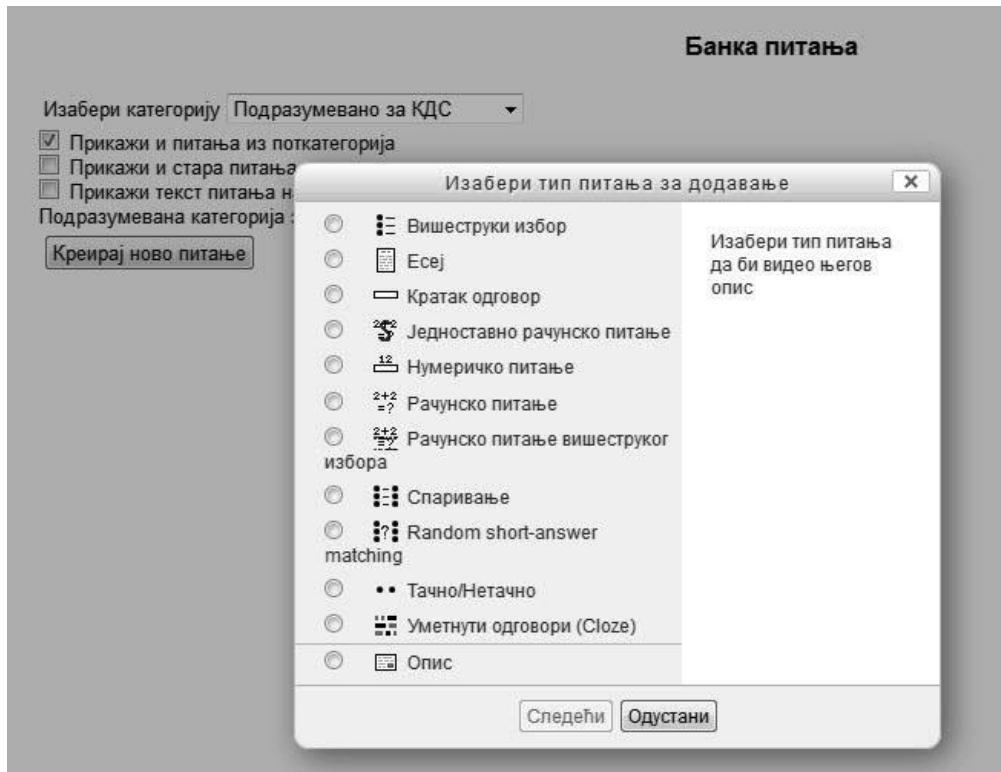 Банка питања
Изабери категорију Подразумевано за КДС
Прикажи и питања из поткатегорија
Прикажи и стара питања
Прикажи текст питања
Подразумевана категорија
Креирај ново питање
Изабери тип питања за додавање
Вишеструки избор
Есеј
Кратак одговор
Једноставно рачунско питање
Нумеричко питање
Рачунско питање
Рачунско питање вишеструког
избора
Спаривање
Random short-answer
matching
Тачно/Нетачно
Уметнути одговори (Cloze)
Опис
Изабери тип питања
да би видео његов
опис
Следећи Одустани